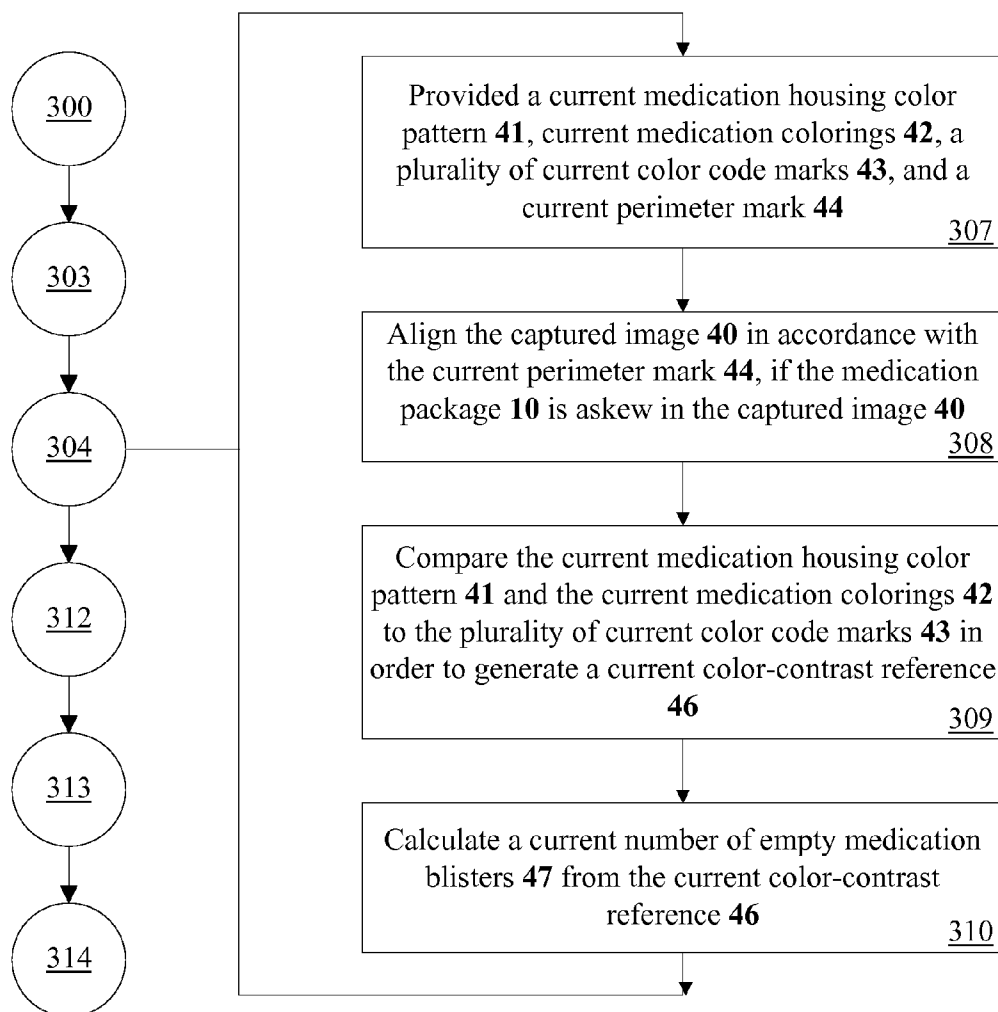 300
303
304
312
313
314
Provided a current medication housing color
pattern 41, current medication colorings 42, a
plurality of current color code marks 43, and a
current perimeter mark 44
307
Align the captured image 40 in accordance with
the current perimeter mark 44, if the medication
package 10 is askew in the captured image 40
308
Compare the current medication housing color
pattern 41 and the current medication colorings 42
to the plurality of current color code marks 43 in
order to generate a current color-contrast reference
46
309
Calculate a current number of empty medication
blisters 47 from the current color-contrast
reference 46
310